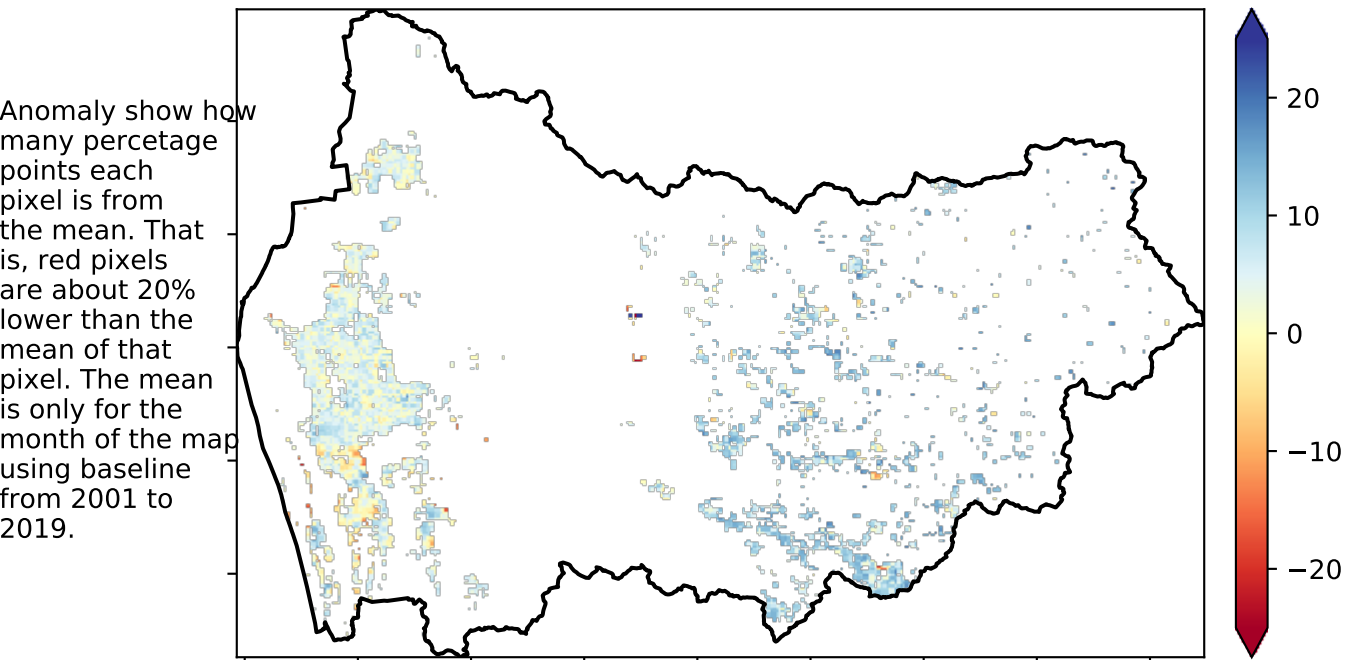 Anomaly show how
many percetage
points each
pixel is from
the mean. That
is, red pixels
are about 20%
lower than the
mean of that
pixel. The mean
is only for the
month of the map
using baseline
from 2001 to
2019.
20
10
0
−10
−20